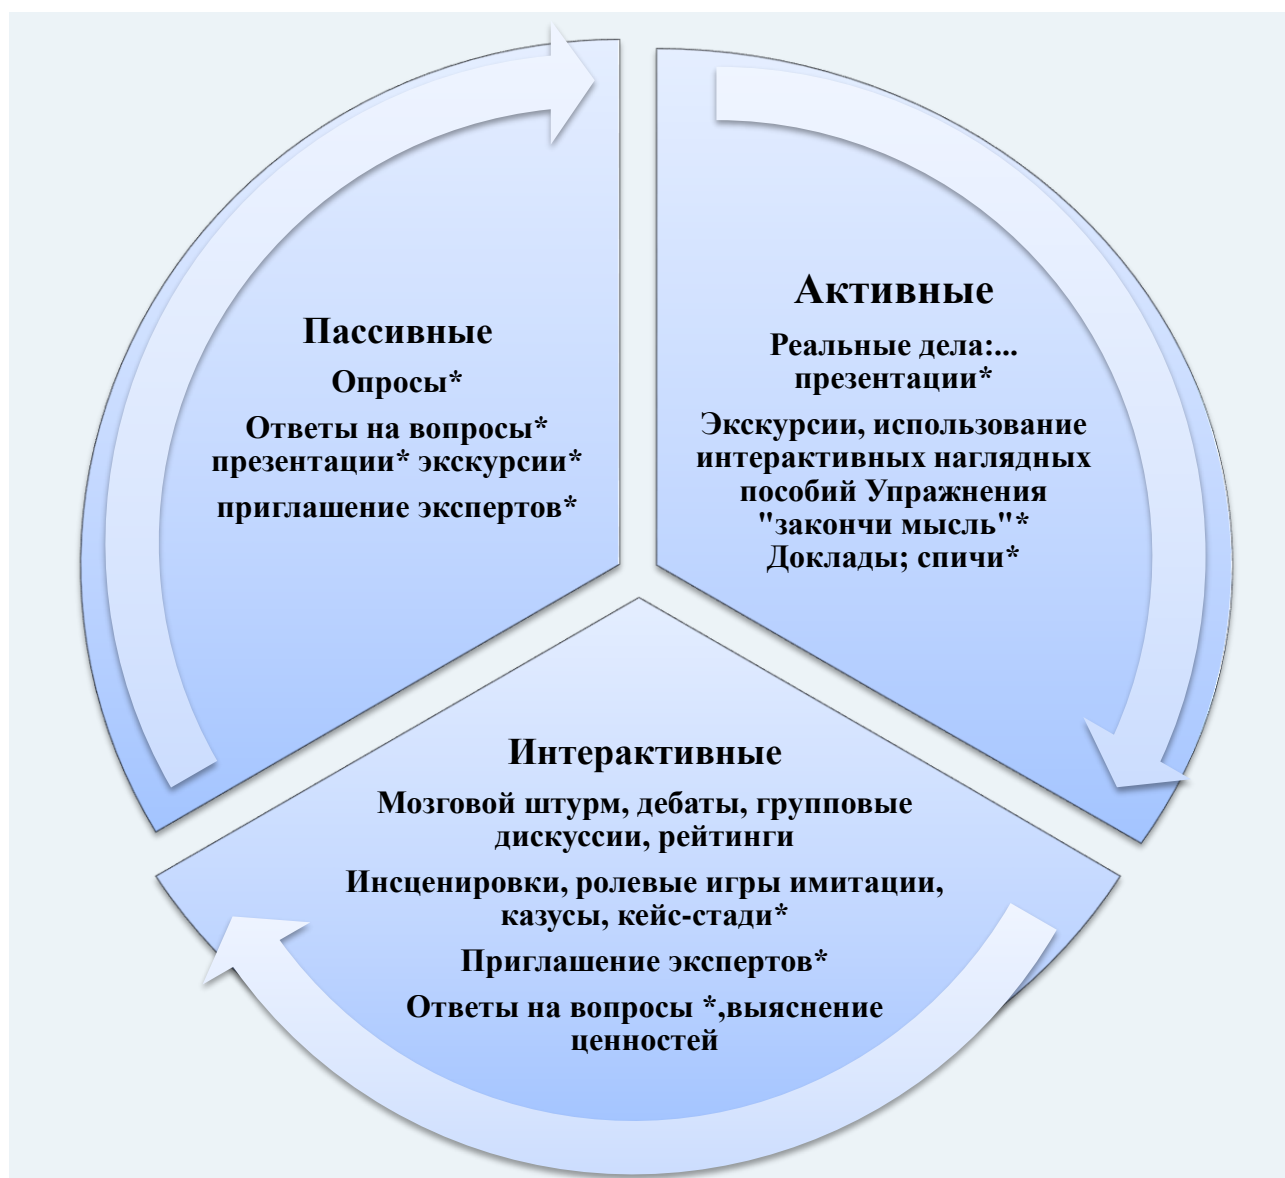 Пассивные
Опросы*
Ответы на вопросы*
презентации* экскурсии*
приглашение экспертов*
Активные
Реальные дела:...
презентации*
Экскурсии, использование
интерактивных наглядных
пособий Упражнения
"закончи мысль"*
Доклады; спичи*
Интерактивные
Мозговой штурм, дебаты, групповые
дискуссии, рейтинги
Инсценировки, ролевые игры имитации,
казусы, кейс-стади*
Приглашение экспертов*
Ответы на вопросы *,выяснение
ценностей